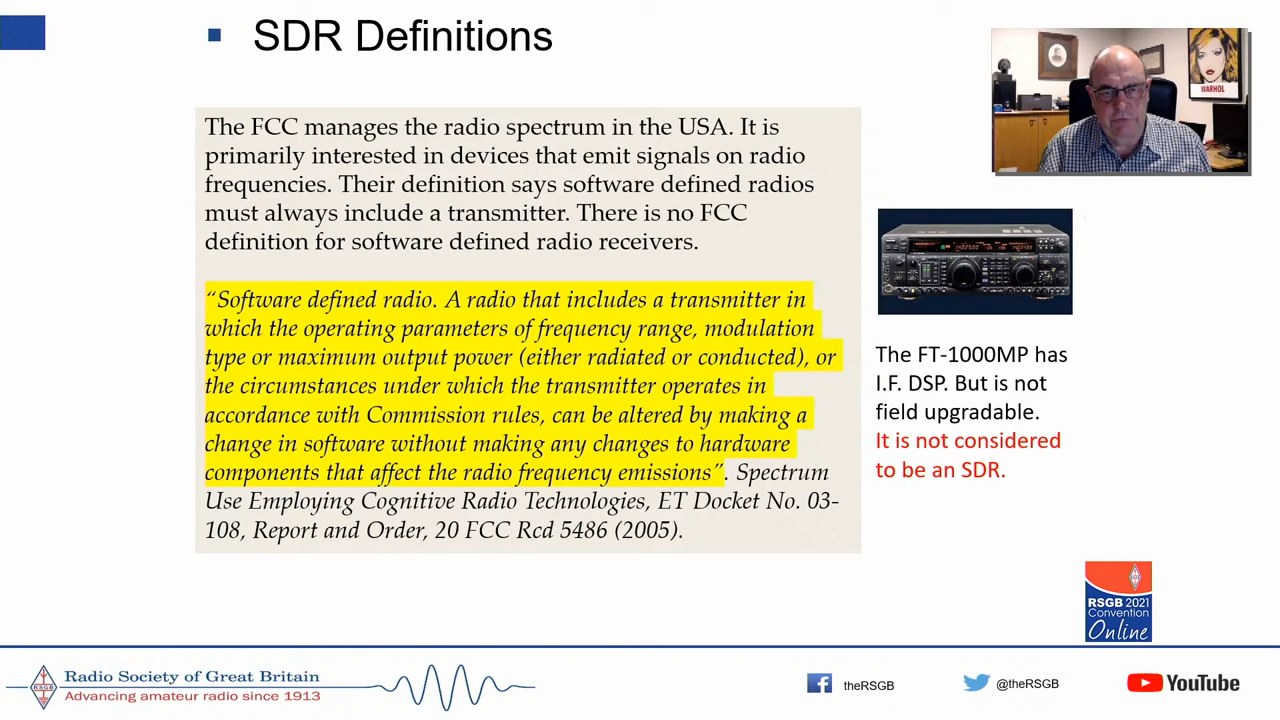 SDR Definitions
The FCC manages the radio spectrum in the USA. It is
primarily interested in devices that emit signals on radio
frequencies. Their definition says software defined radios
must always include a transmitter. There is no FCC
definition for software defined radio receivers.
“Software defined radio. A radio that includes a transmitter in
which the operating parameters of frequency range, modulation
type or maximum output power (either radiated or conducted), or
the circumstances under which the transmitter operates in
accordance with Commission rules, can be altered by making a
change in software without making any changes to hardware
components that affect the radio frequency emissions”. Spectrum
Use Employing Cognitive Radio Technologies, ET Docket No. 03-
108, Report and Order, 20 FCC Rcd 5486 (2005).
WARHOL
The FT-1000MP has
I.F. DSP. But is not
field upgradable.
It is not considered
to be an SDR.
RSGB 2021
Convention
Online
RSGB
Radio Society of Great Britain
Advancing amateur radio since 1913
theRSGB
@theRSGB
YouTube